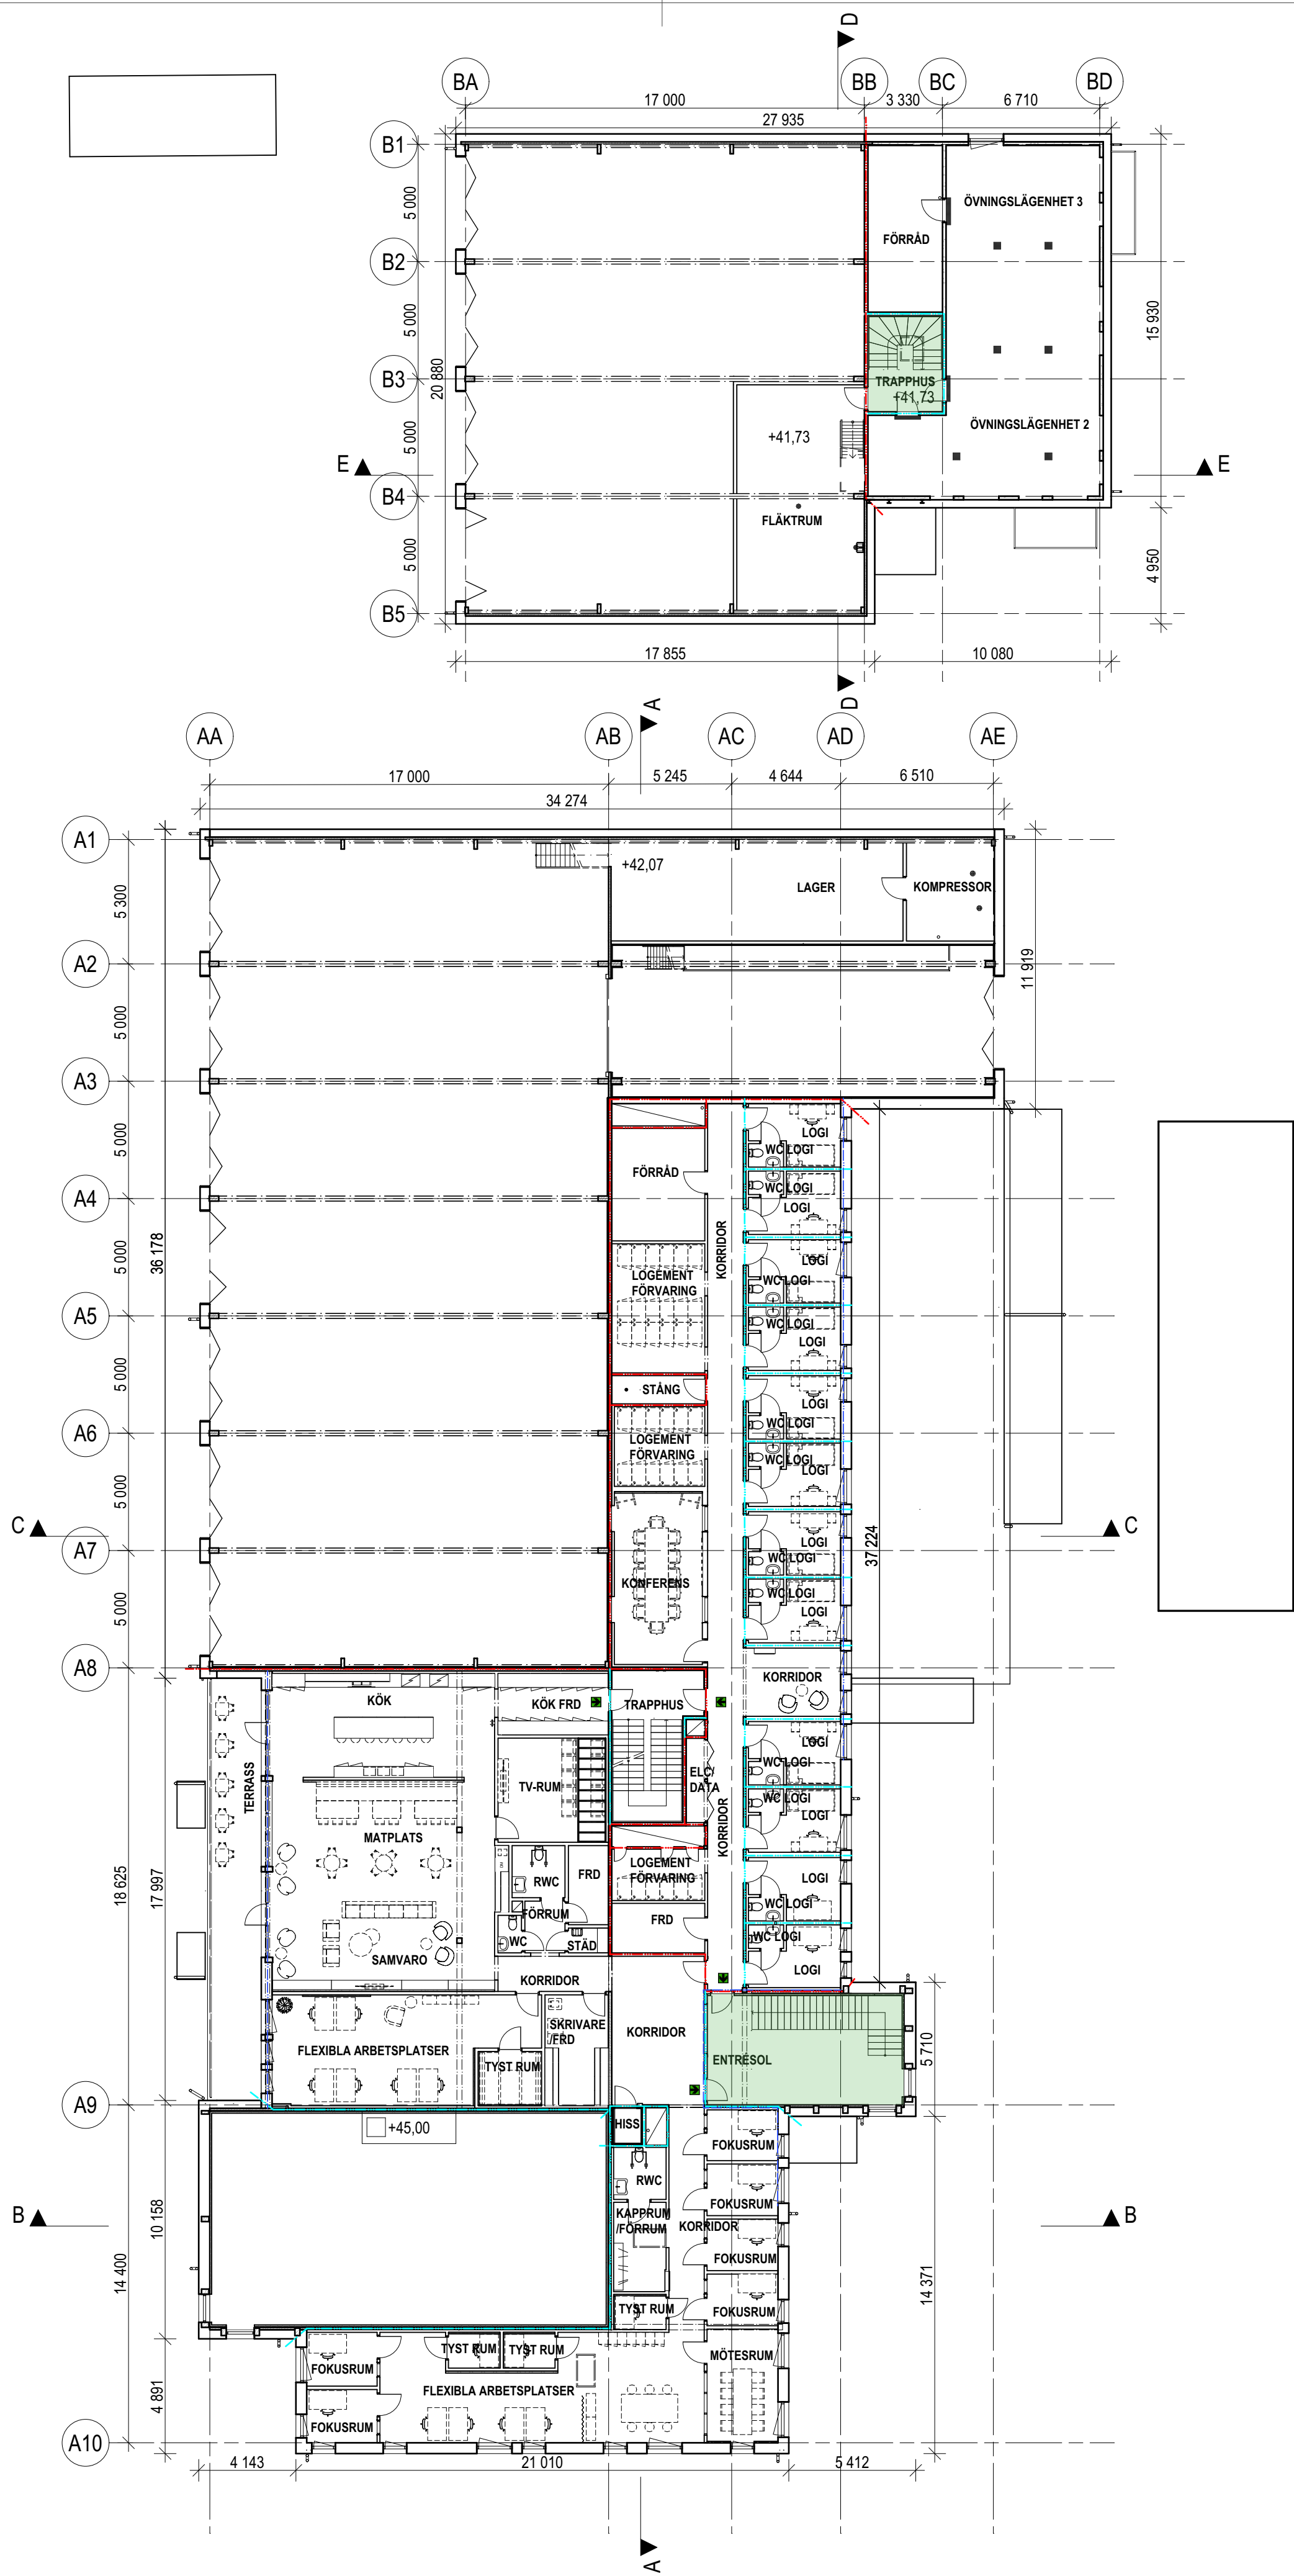 D
BA
BB
BC
BD
17 000
3 330
6 710
27 935
B1
5 000
ÖVNINGSLÄGENHET 3
FÖRRÅD
B2
5 000
15 930
20 880
B3
TRAPPHUS
+41,73
5 000
ÖVNINGSLÄGENHET 2
+41,73
E
E
B4
FLÄKTRUM
5 000
4 950
B5
17 855
10 080
D
A
AA
AB
AC
AD
AE
17 000
5 245
4 644
6 510
34 274
A1
+42,07
LAGER
KOMPRESSOR
5 300
A2
11 919
5 000
A3
5 000
LOGI
WC LOGI
FÖRRÅD
WC LOGI
A4
LOGI
KORRIDOR
5 000
36 178
LOGI
LOGEMENT
FÖRVARING
WC LOGI
A5
WC LOGI
LOGI
5 000
STÅNG
LOGI
A6
WC LOGI
LOGEMENT
FÖRVARING
WC LOGI
LOGI
5 000
C
C
LOGI
37 224
A7
WC LOGI
KONFERENS
WC LOGI
LOGI
5 000
A8
KORRIDOR
KÖK
KÖK FRD
TRAPPHUS
LOGI
TERRASS
TV-RUM
ELC/
DATA
WC LOGI
WC LOGI
LOGI
KORRIDOR
MATPLATS
LOGEMENT
FÖRVARING
LOGI
RWC
FRD
18 625
17 997
WC LOGI
FÖRRUM
FRD
WC
STÄD
WC LOGI
SAMVARO
LOGI
KORRIDOR
SKRIVARE
/FRD
KORRIDOR
FLEXIBLA ARBETSPLATSER
TYST RUM
ENTRESOL
5 710
A9
+45,00
HISS
FOKUSRUM
RWC
FOKUSRUM
KAPPRUM
/FÖRRUM
KORRIDOR
B
B
10 158
14 400
FOKUSRUM
14 371
TYST RUM
FOKUSRUM
TYST RUM
TYST RUM
MÖTESRUM
FOKUSRUM
FLEXIBLA ARBETSPLATSER
4 891
FOKUSRUM
A10
4 143
21 010
5 412
A